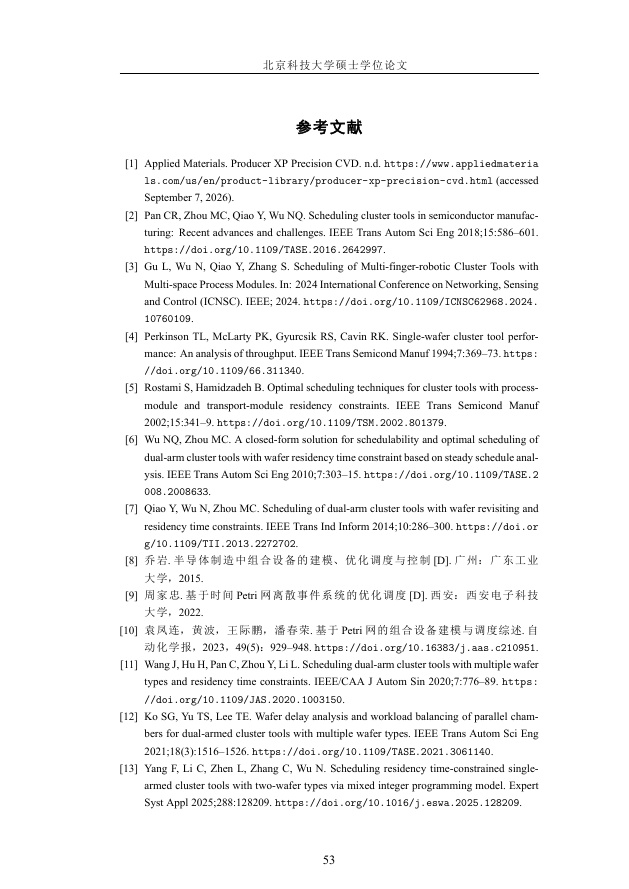 北京科技大学硕士学位论文
参考文献
[1] Applied Materials. Producer XP Precision CVD. n.d. https://www.appliedmateria
ls.com/us/en/product-library/producer-xp-precision-cvd.html (accessed
September 7, 2026).
[2] Pan CR, Zhou MC, Qiao Y, Wu NQ. Scheduling cluster tools in semiconductor manufac-
turing: Recent advances and challenges. IEEE Trans Autom Sci Eng 2018;15:586–601.
https://doi.org/10.1109/TASE.2016.2642997.
[3] Gu L, Wu N, Qiao Y, Zhang S. Scheduling of Multi-finger-robotic Cluster Tools with
Multi-space Process Modules. In: 2024 International Conference on Networking, Sensing
and Control (ICNSC). IEEE; 2024. https://doi.org/10.1109/ICNSC62968.2024.
10760109.
[4] Perkinson TL, McLarty PK, Gyurcsik RS, Cavin RK. Single-wafer cluster tool perfor-
mance: An analysis of throughput. IEEE Trans Semicond Manuf 1994;7:369–73. https:
//doi.org/10.1109/66.311340.
[5] Rostami S, Hamidzadeh B. Optimal scheduling techniques for cluster tools with process-
module and transport-module residency constraints. IEEE Trans Semicond Manuf
2002;15:341–9. https://doi.org/10.1109/TSM.2002.801379.
[6] Wu NQ, Zhou MC. A closed-form solution for schedulability and optimal scheduling of
dual-arm cluster tools with wafer residency time constraint based on steady schedule anal-
ysis. IEEE Trans Autom Sci Eng 2010;7:303–15. https://doi.org/10.1109/TASE.2
008.2008633.
[7] Qiao Y, Wu N, Zhou MC. Scheduling of dual-arm cluster tools with wafer revisiting and
residency time constraints. IEEE Trans Ind Inform 2014;10:286–300. https://doi.or
g/10.1109/TII.2013.2272702.
[8] 乔岩. 半导体制造中组合设备的建模、优化调度与控制 [D]. 广州：广东工业
大学，2015.
[9] 周家忠. 基于时间 Petri 网离散事件系统的优化调度 [D]. 西安：西安电子科技
大学，2022.
[10] 袁凤连，黄波，王际鹏，潘春荣. 基于 Petri 网的组合设备建模与调度综述. 自
动化学报，2023，49(5)：929–948. https://doi.org/10.16383/j.aas.c210951.
[11] Wang J, Hu H, Pan C, Zhou Y, Li L. Scheduling dual-arm cluster tools with multiple wafer
types and residency time constraints. IEEE/CAA J Autom Sin 2020;7:776–89. https:
//doi.org/10.1109/JAS.2020.1003150.
[12] Ko SG, Yu TS, Lee TE. Wafer delay analysis and workload balancing of parallel cham-
bers for dual-armed cluster tools with multiple wafer types. IEEE Trans Autom Sci Eng
2021;18(3):1516–1526. https://doi.org/10.1109/TASE.2021.3061140.
[13] Yang F, Li C, Zhen L, Zhang C, Wu N. Scheduling residency time-constrained single-
armed cluster tools with two-wafer types via mixed integer programming model. Expert
Syst Appl 2025;288:128209. https://doi.org/10.1016/j.eswa.2025.128209.
53